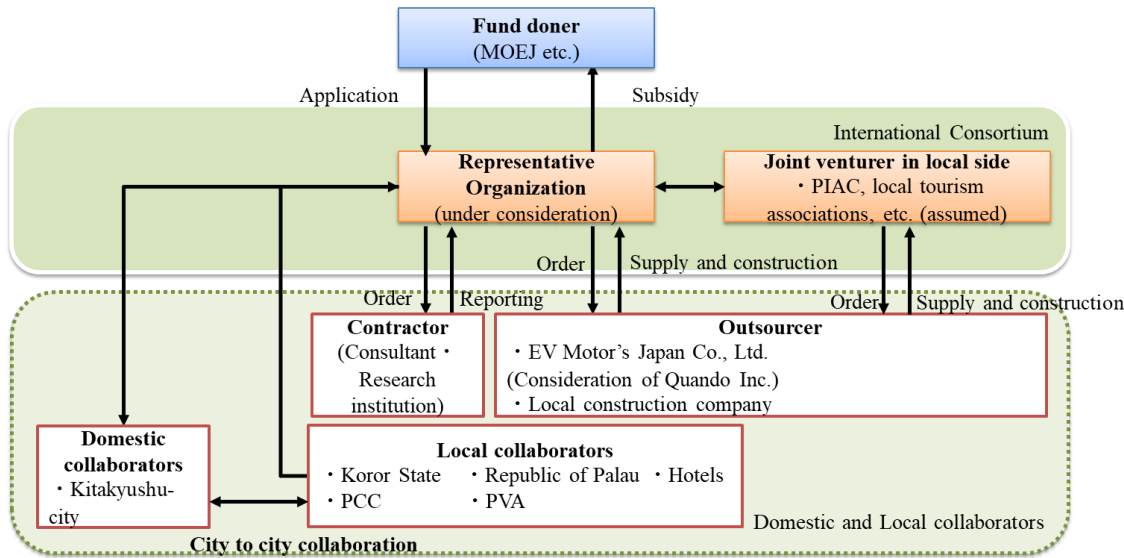 Fund doner
(MOEJ etc.)
Application
Subsidy
International Consortium
Representative
Organization
(under consideration)
Joint venturer in local side
・PIAC, local tourism
associations, etc. (assumed)
Order
Supply and construction
Order
Reporting
Order
Supply and construction
Contractor
(Consultant・
Research
institution)
Outsourcer
・EV Motor’s Japan Co., Ltd.
(Consideration of Quando Inc.)
・Local construction company
Domestic
collaborators
・Kitakyushu-
city
Local collaborators
・Koror State ・Republic of Palau ・Hotels
・PCC ・PVA
Domestic and Local collaborators
City to city collaboration